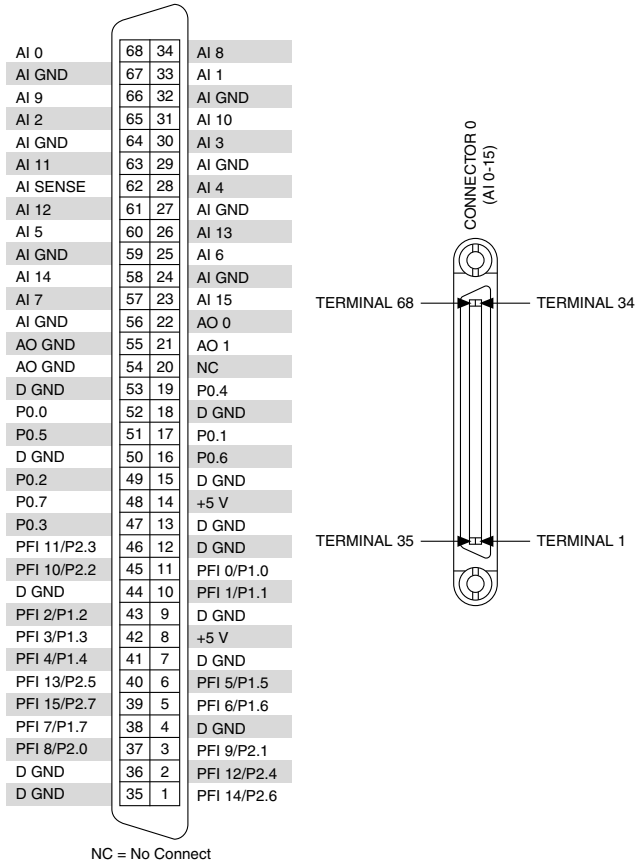 AI 0 68 34 AI 8
AI GND 67 33 AI 1
AI 9 66 32 AI GND
AI 2 65 31 AI 10
AI GND 64 30 AI 3
AI 11 63 29 AI GND
AI SENSE 62 28 AI 4
AI 12 61 27 AI GND
AI 5 60 26 AI 13
AI GND 59 25 AI 6
AI 14 58 24 AI GND
AI 7 57 23 AI 15
AI GND 56 22 AO 0
AO GND 55 21 AO 1
AO GND 54 20 NC
D GND 53 19 P0.4
P0.0 52 18 D GND
P0.5 51 17 P0.1
D GND 50 16 P0.6
P0.2 49 15 D GND
P0.7 48 14 +5 V
P0.3 47 13 D GND
PFI 11/P2.3 46 12 D GND
PFI 10/P2.2 45 11 PFI 0/P1.0
D GND 44 10 PFI 1/P1.1
PFI 2/P1.2 43 9 D GND
PFI 3/P1.3 42 8 +5 V
PFI 4/P1.4 41 7 D GND
PFI 13/P2.5 40 6 PFI 5/P1.5
PFI 15/P2.7 39 5 PFI 6/P1.6
PFI 7/P1.7 38 4 D GND
PFI 8/P2.0 37 3 PFI 9/P2.1
D GND 36 2 PFI 12/P2.4
D GND 35 1 PFI 14/P2.6
NC = No Connect
CONNECTOR 0
(AI 0-15)
TERMINAL 68 TERMINAL 34
TERMINAL 35 TERMINAL 1